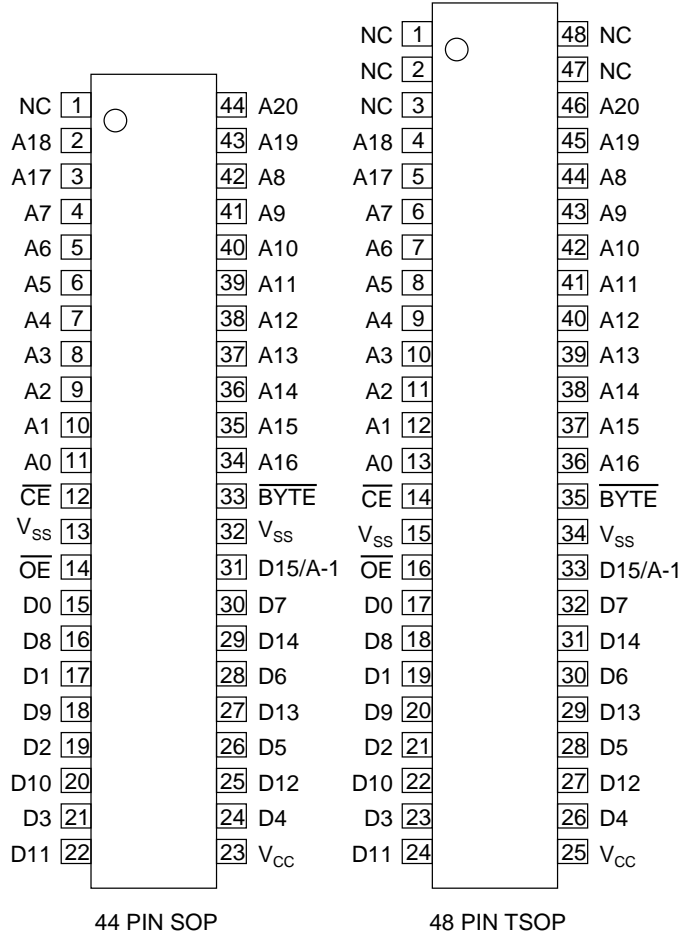 NC 1 44 A20
A18 2 43 A19
A17 3 42 A8
A7 4 41 A9
A6 5 40 A10
A5 6 39 A11
A4 7 38 A12
A3 8 37 A13
A2 9 36 A14
A1 10 35 A15
A0 11 34 A16
CE 12 33 BYTE
VSS 13 32 VSS
OE 14 31 D15/A-1
D0 15 30 D7
D8 16 29 D14
D1 17 28 D6
D9 18 27 D13
D2 19 26 D5
D10 20 25 D12
D3 21 24 D4
D11 22 23 VCC
44 PIN SOP
NC 1 48 NC
NC 2 47 NC
NC 3 46 A20
A18 4 45 A19
A17 5 44 A8
A7 6 43 A9
A6 7 42 A10
A5 8 41 A11
A4 9 40 A12
A3 10 39 A13
A2 11 38 A14
A1 12 37 A15
A0 13 36 A16
CE 14 35 BYTE
VSS 15 34 VSS
OE 16 33 D15/A-1
D0 17 32 D7
D8 18 31 D14
D1 19 30 D6
D9 20 29 D13
D2 21 28 D5
D10 22 27 D12
D3 23 26 D4
D11 24 25 VCC
48 PIN TSOP